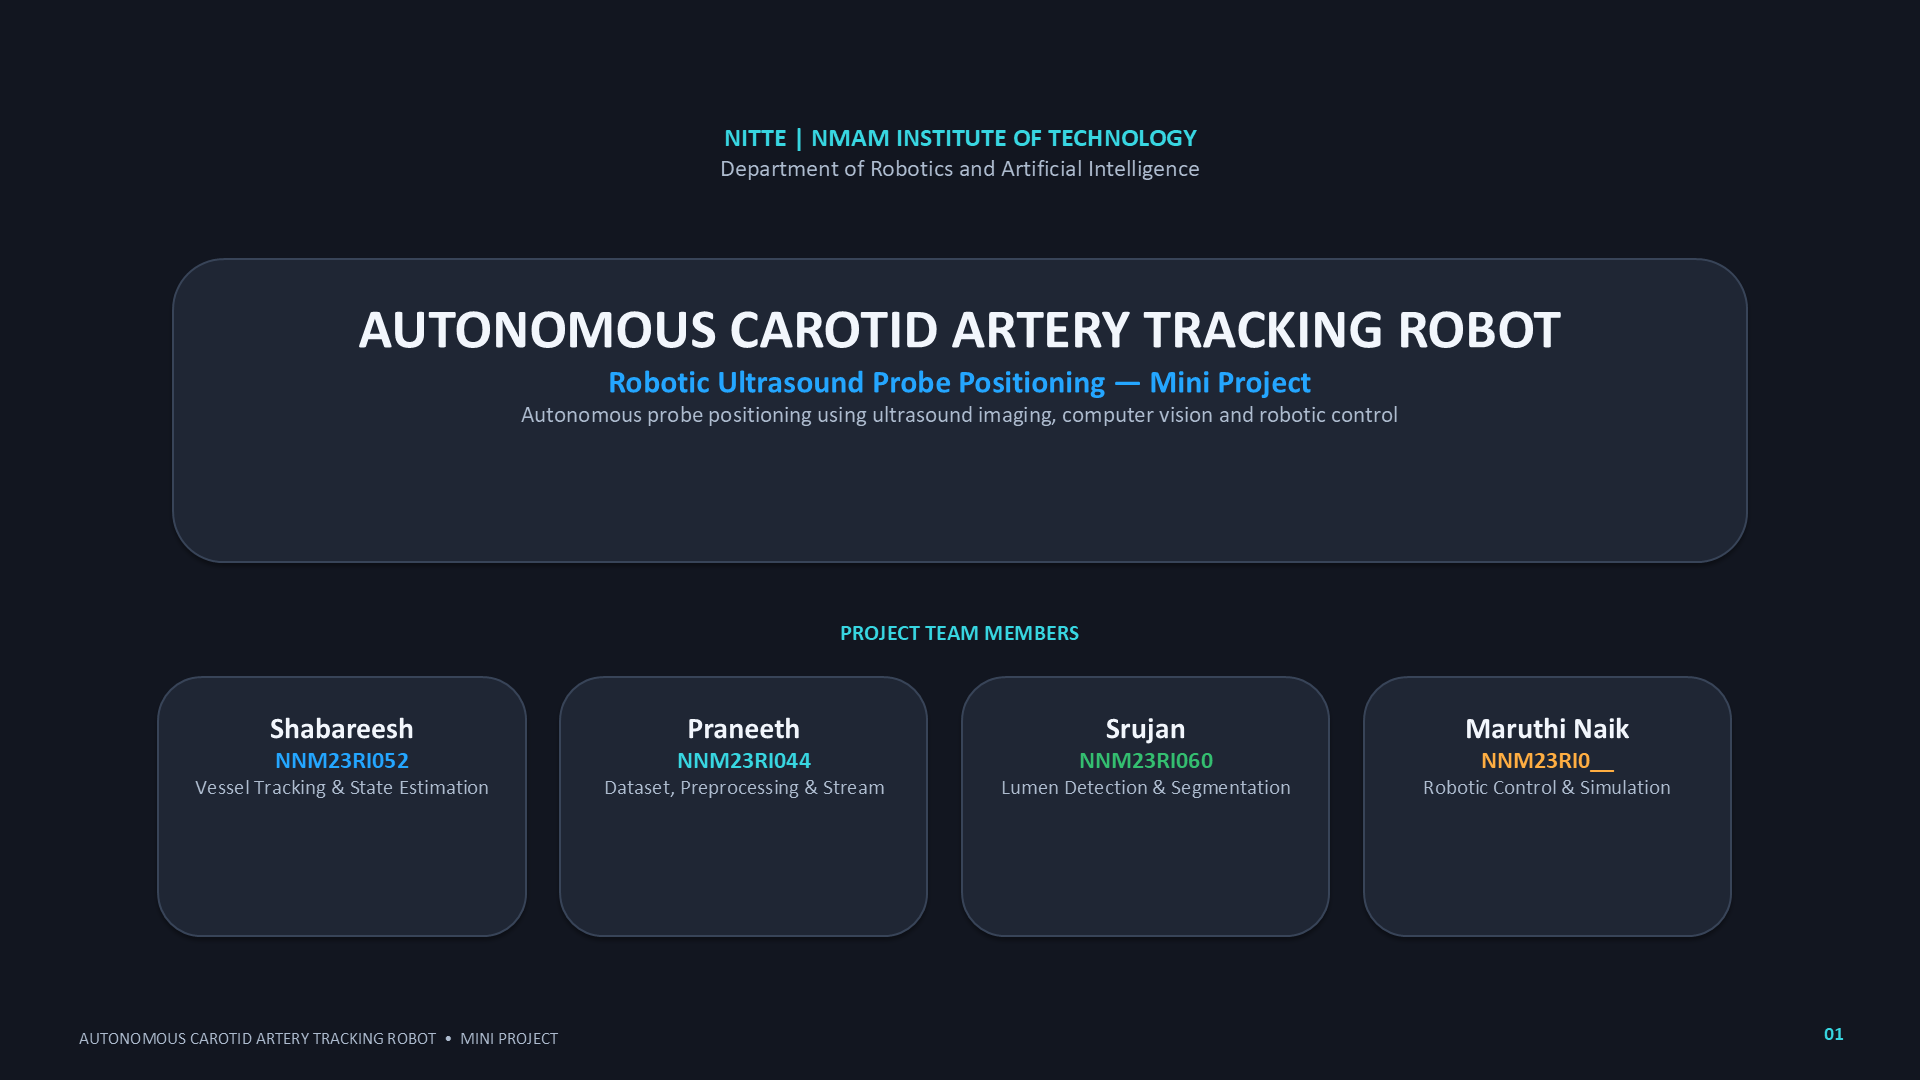 NITTE | NMAM INSTITUTE OF TECHNOLOGY
Department of Robotics and Artificial Intelligence
AUTONOMOUS CAROTID ARTERY TRACKING ROBOT
Robotic Ultrasound Probe Positioning — Mini Project
Autonomous probe positioning using ultrasound imaging, computer vision and robotic control
PROJECT TEAM MEMBERS
Shabareesh
NNM23RI052
Vessel Tracking & State Estimation
Praneeth
NNM23RI044
Dataset, Preprocessing & Stream
Srujan
NNM23RI060
Lumen Detection & Segmentation
Maruthi Naik
NNM23RI0__
Robotic Control & Simulation
AUTONOMOUS CAROTID ARTERY TRACKING ROBOT • MINI PROJECT
01